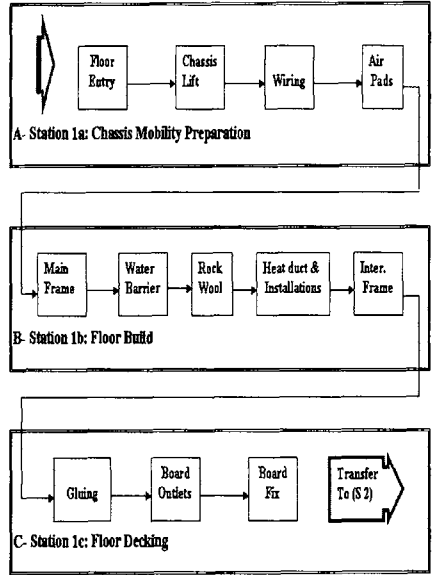 Floor
Entry
Chassis
Lift
Wiring
Air
Pads
A- Station 1a: Chassis Mobility Preparation
Main
Frame
Water
Barrier
Rock
Wool
Heat duct &
Installations
Inter.
Frame
B- Station 1b: Floor Build
Gluing
Board
Outlets
Board
Fix
Transfer
To (S 2)
C- Station 1c: Floor Decking